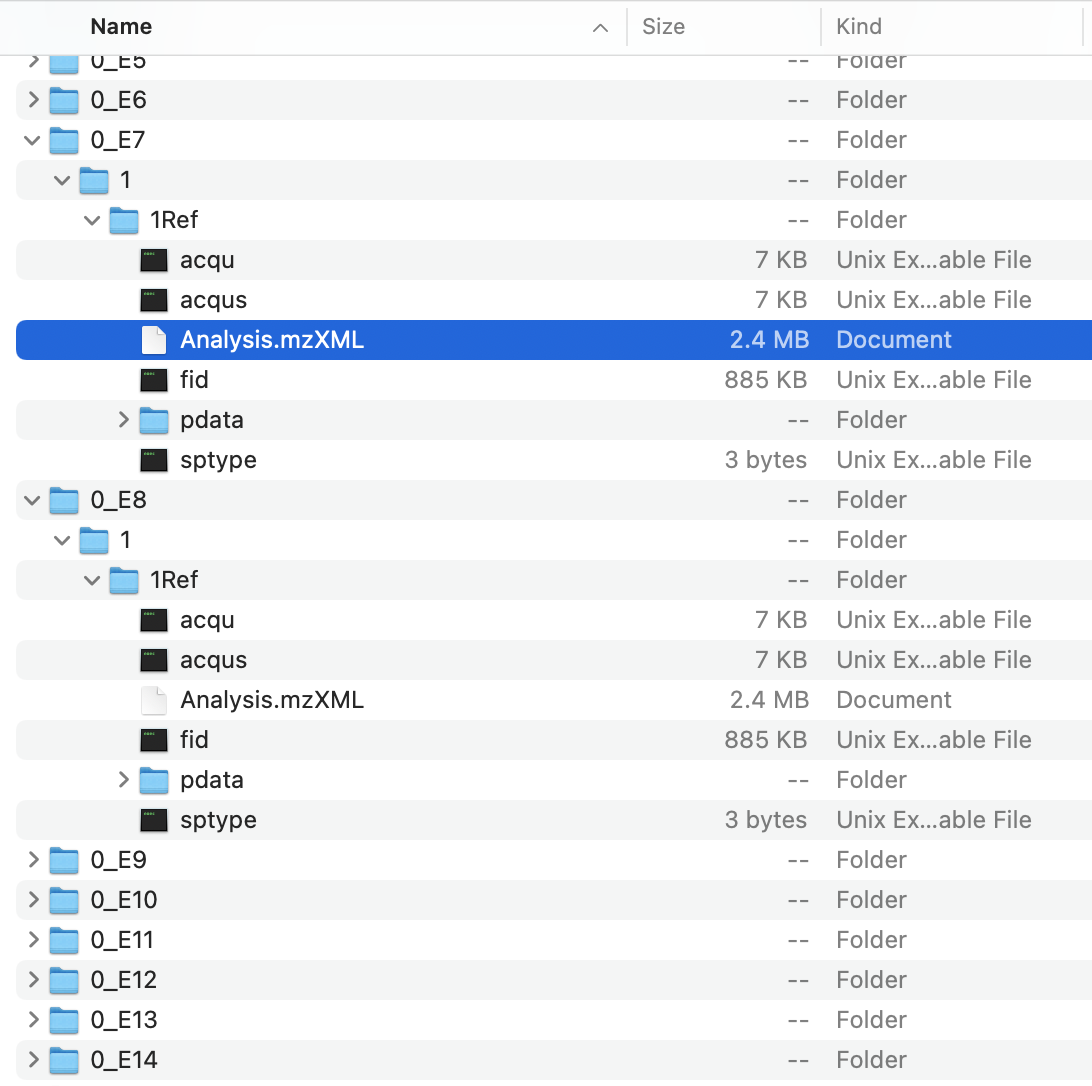 Name Size Kind
0_E5 -- Folder
0_E6 -- Folder
0_E7 -- Folder
1 -- Folder
1Ref -- Folder
acqu 7 KB Unix Ex...able File
acqus 7 KB Unix Ex...able File
Analysis.mzXML 2.4 MB Document
fid 885 KB Unix Ex...able File
pdata -- Folder
sptype 3 bytes Unix Ex...able File
0_E8 -- Folder
1 -- Folder
1Ref -- Folder
acqu 7 KB Unix Ex...able File
acqus 7 KB Unix Ex...able File
Analysis.mzXML 2.4 MB Document
fid 885 KB Unix Ex...able File
pdata -- Folder
sptype 3 bytes Unix Ex...able File
0_E9 -- Folder
0_E10 -- Folder
0_E11 -- Folder
0_E12 -- Folder
0_E13 -- Folder
0_E14 -- Folder